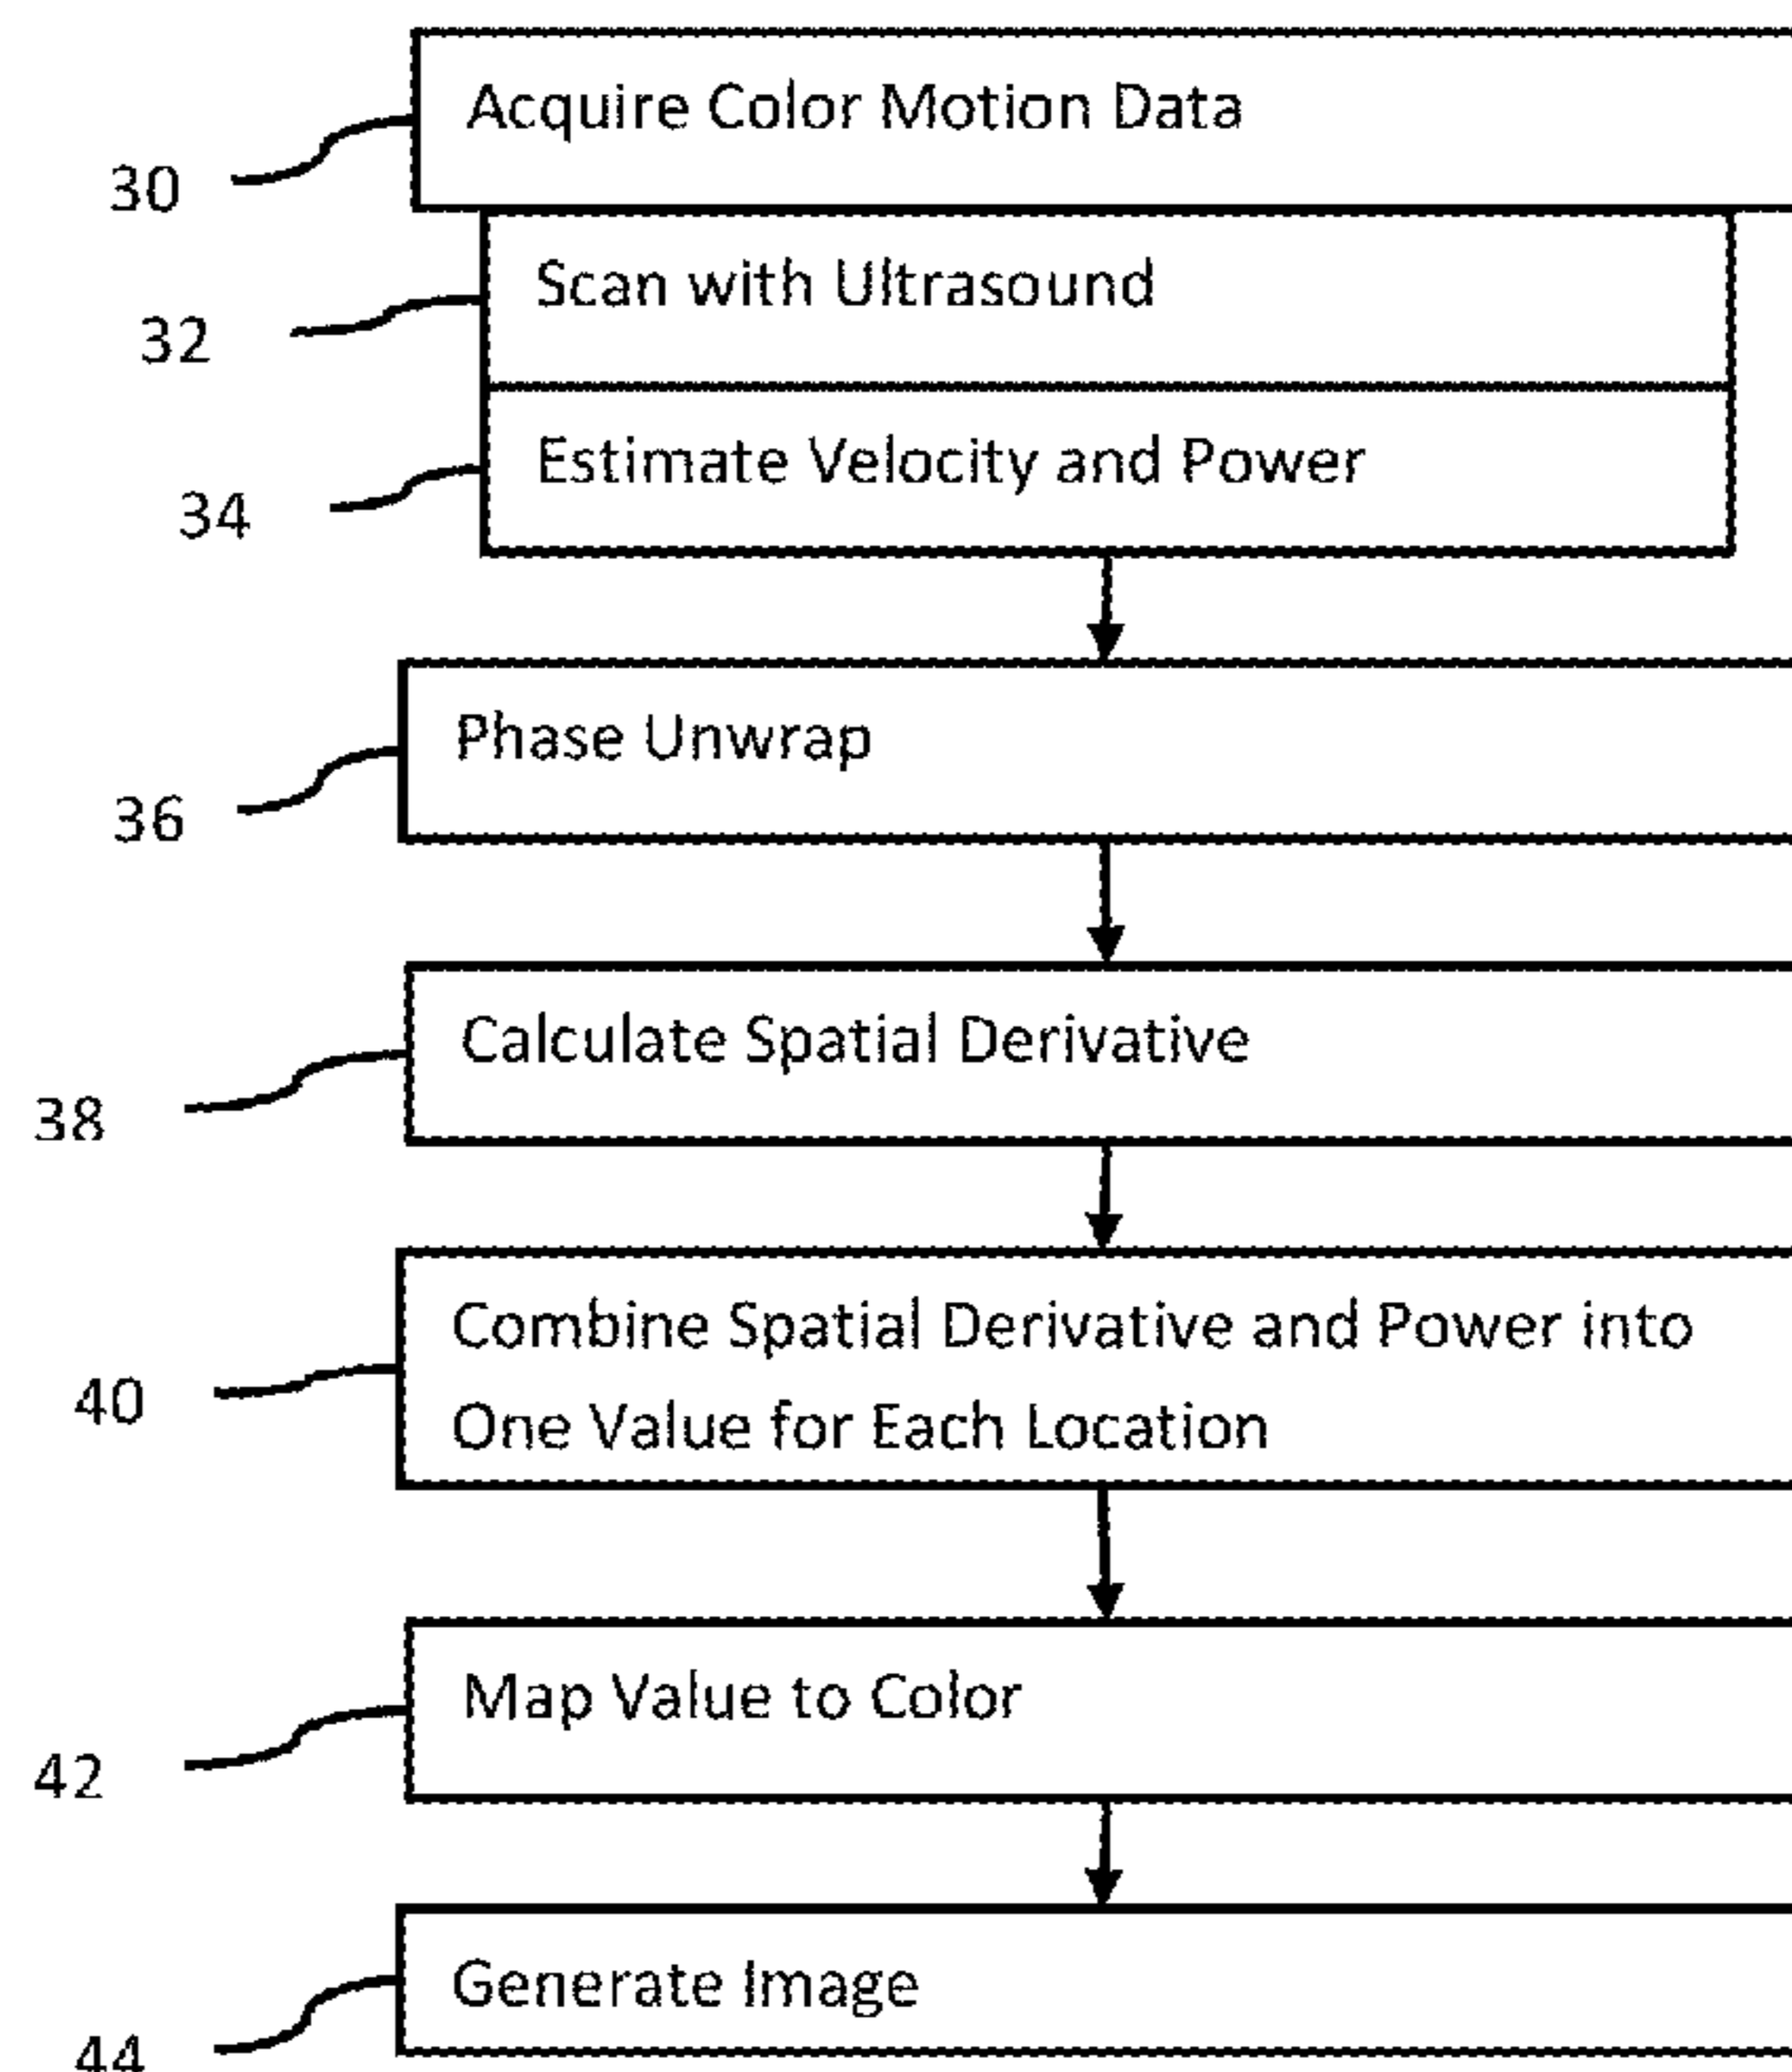 Acquire Color Motion Data
30
Scan with Ultrasound
32
Estimate Velocity and Power
34
Phase Unwrap
36
Calculate Spatial Derivative
38
Combine Spatial Derivative and Power into
One Value for Each Location
40
Map Value to Color
42
Generate Image
44